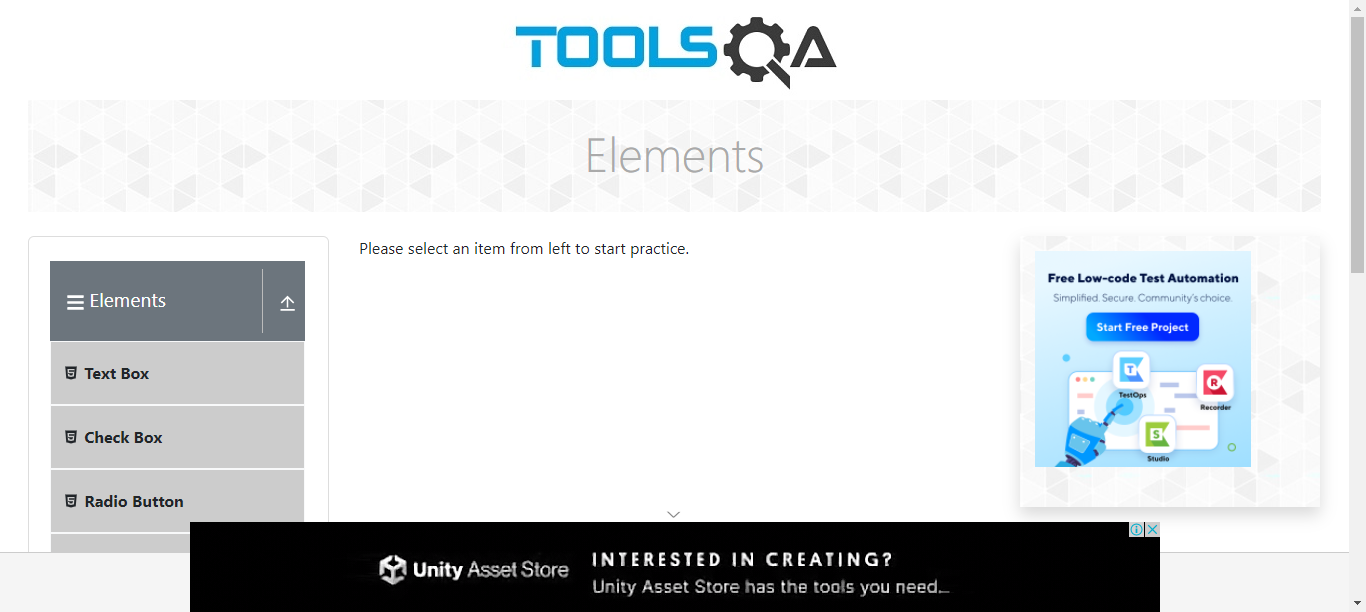 TOOLSQA
Elements
Elements
Text Box
Check Box
Radio Button
Please select an item from left to start practice.
Free Low-code Test Automation
Simplified. Secure. Community's choice.
Start Free Project
T
TestOps
R
Recorder
S
Studio
Unity Asset Store
INTERESTED IN CREATING?
Unity Asset Store has the tools you need...